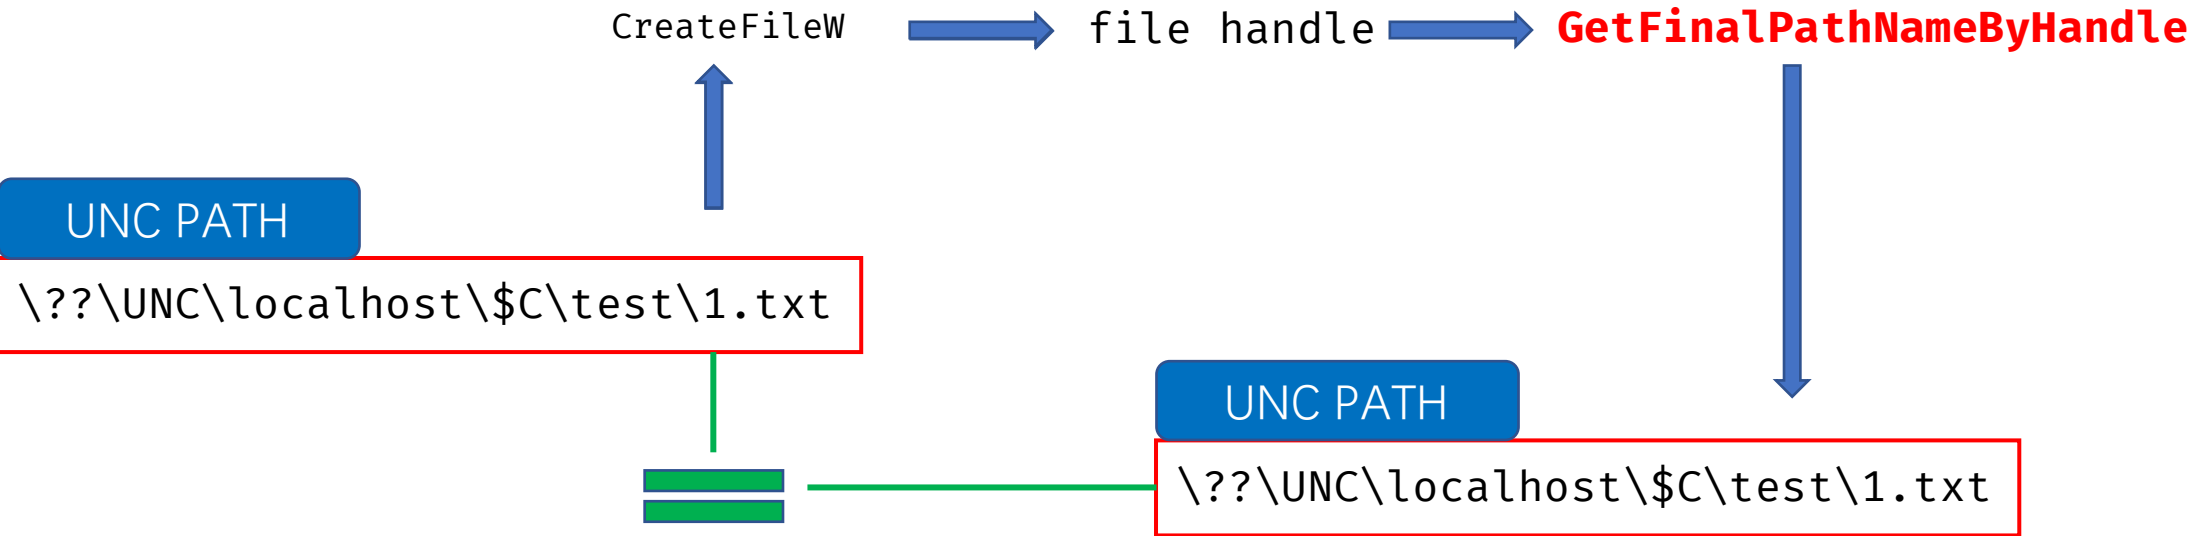 CreateFileW
file handle
GetFinalPathNameByHandle
UNC PATH
\??\UNC\localhost\$C\test\1.txt
UNC PATH
\??\UNC\localhost\$C\test\1.txt